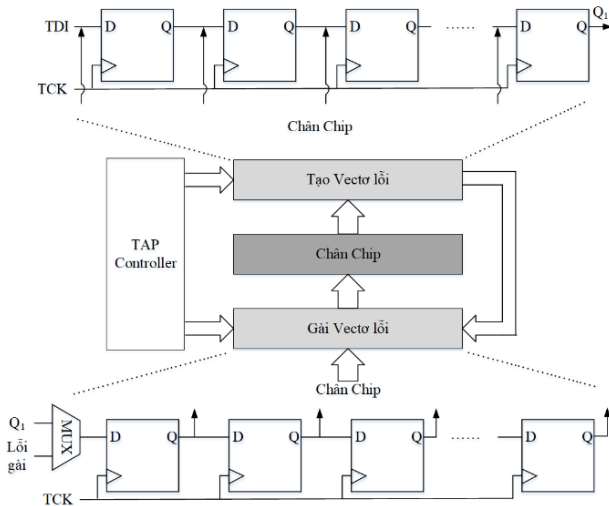 Q₁
TDI D Q D Q D Q D Q
TCK
Chân Chip
Tạo Vectơ lỗi
TAP
Controller
Chân Chip
Gài Vectơ lỗi
Chân Chip
Q₁
MUX
D Q D Q D Q D Q
Lỗi
gài
TCK